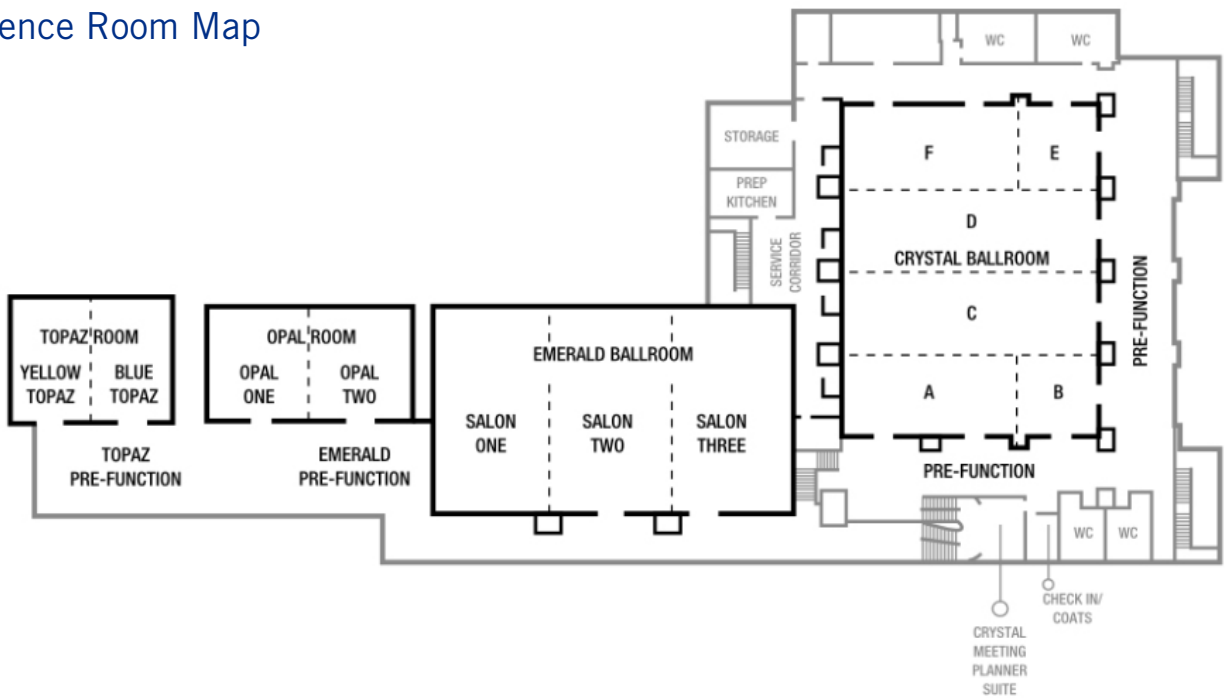 ence Room Map
WC
WC
STORAGE
PREP
KITCHEN
SERVICE
CORRIDOR
F
E
D
CRYSTAL BALLROOM
C
A
B
PRE-FUNCTION
PRE-FUNCTION
TOPAZ ROOM
YELLOW
TOPAZ
BLUE
TOPAZ
TOPAZ
PRE-FUNCTION
OPAL ROOM
OPAL
ONE
OPAL
TWO
EMERALD
PRE-FUNCTION
EMERALD BALLROOM
SALON
ONE
SALON
TWO
SALON
THREE
WC
WC
CHECK IN/
COATS
CRYSTAL
MEETING
PLANNER
SUITE